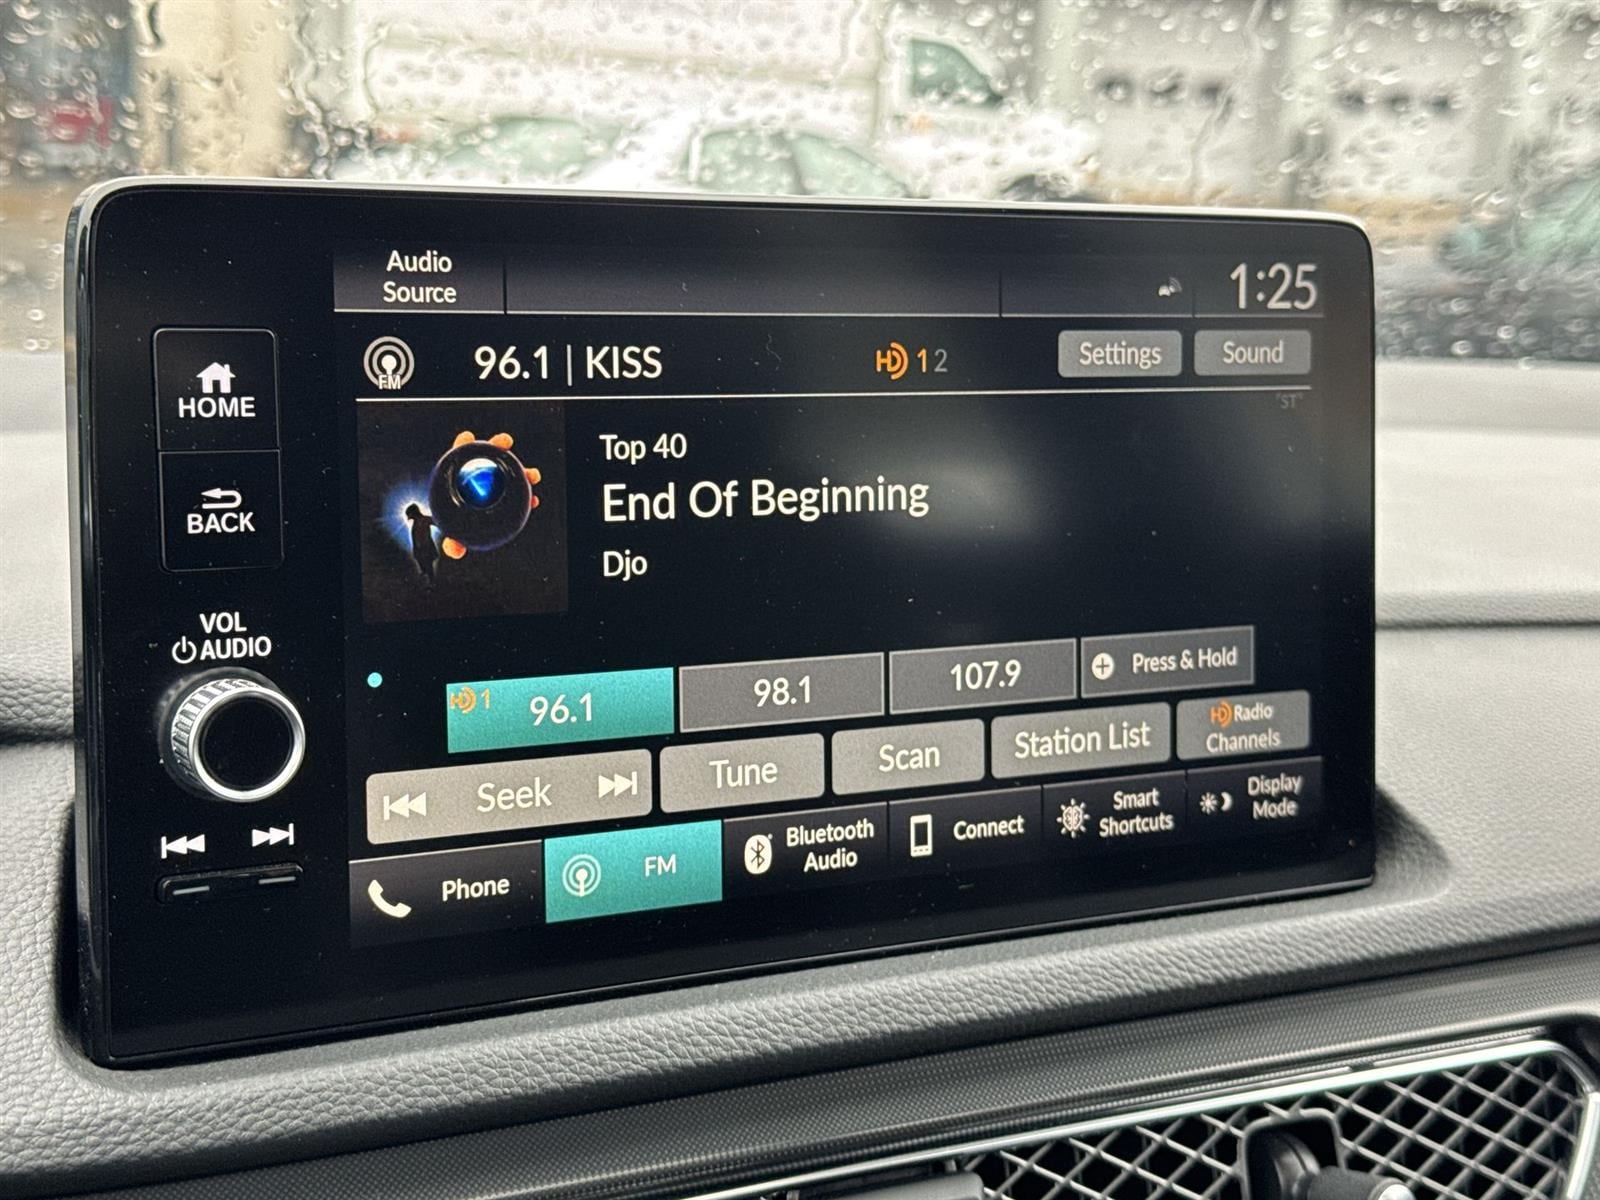 Audio
Source
1:25
FM
96.1 | KISS
HD 1 2
Settings
Sound
"ST"
HOME
BACK
VOL
AUDIO
Top 40
End Of Beginning
Djo
HD 1
96.1
98.1
107.9
Press & Hold
Seek
Tune
Scan
Station List
HD Radio
Channels
Phone
FM
Bluetooth
Audio
Connect
Smart
Shortcuts
Display
Mode